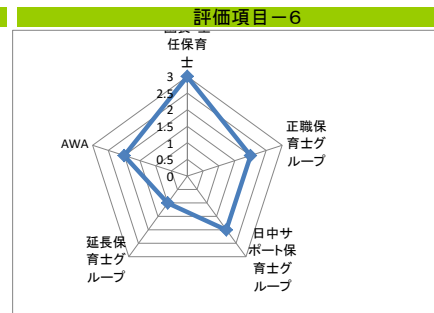 評価項目－6
任保育
士
3
2.5
2
1.5
1
0.5
0
正職保
育士グ
ループ
日中サ
ポート保
育士グ
ループ
延長保
育士グ
ループ
AWA